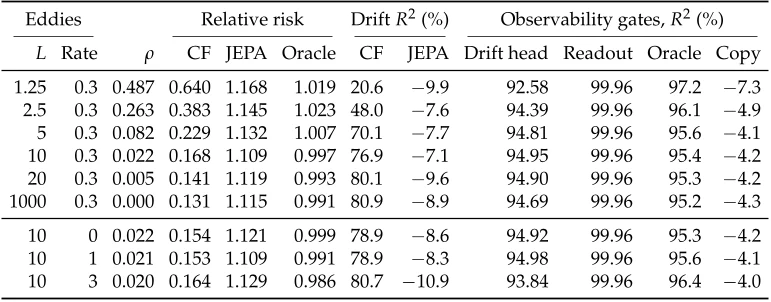 Eddies Relative risk Drift R² (%) Observability gates, R² (%)
L Rate ρ CF JEPA Oracle CF JEPA Drift head Readout Oracle Copy
1.25 0.3 0.487 0.640 1.168 1.019 20.6 −9.9 92.58 99.96 97.2 −7.3
2.5 0.3 0.263 0.383 1.145 1.023 48.0 −7.6 94.39 99.96 96.1 −4.9
5 0.3 0.082 0.229 1.132 1.007 70.1 −7.7 94.81 99.96 95.6 −4.1
10 0.3 0.022 0.168 1.109 0.997 76.9 −7.1 94.95 99.96 95.4 −4.2
20 0.3 0.005 0.141 1.119 0.993 80.1 −9.6 94.90 99.96 95.3 −4.2
1000 0.3 0.000 0.131 1.115 0.991 80.9 −8.9 94.69 99.96 95.2 −4.3
10 0 0.022 0.154 1.121 0.999 78.9 −8.6 94.92 99.96 95.3 −4.2
10 1 0.021 0.153 1.109 0.991 78.9 −8.3 94.98 99.96 95.6 −4.1
10 3 0.020 0.164 1.129 0.986 80.7 −10.9 93.84 99.96 96.4 −4.0